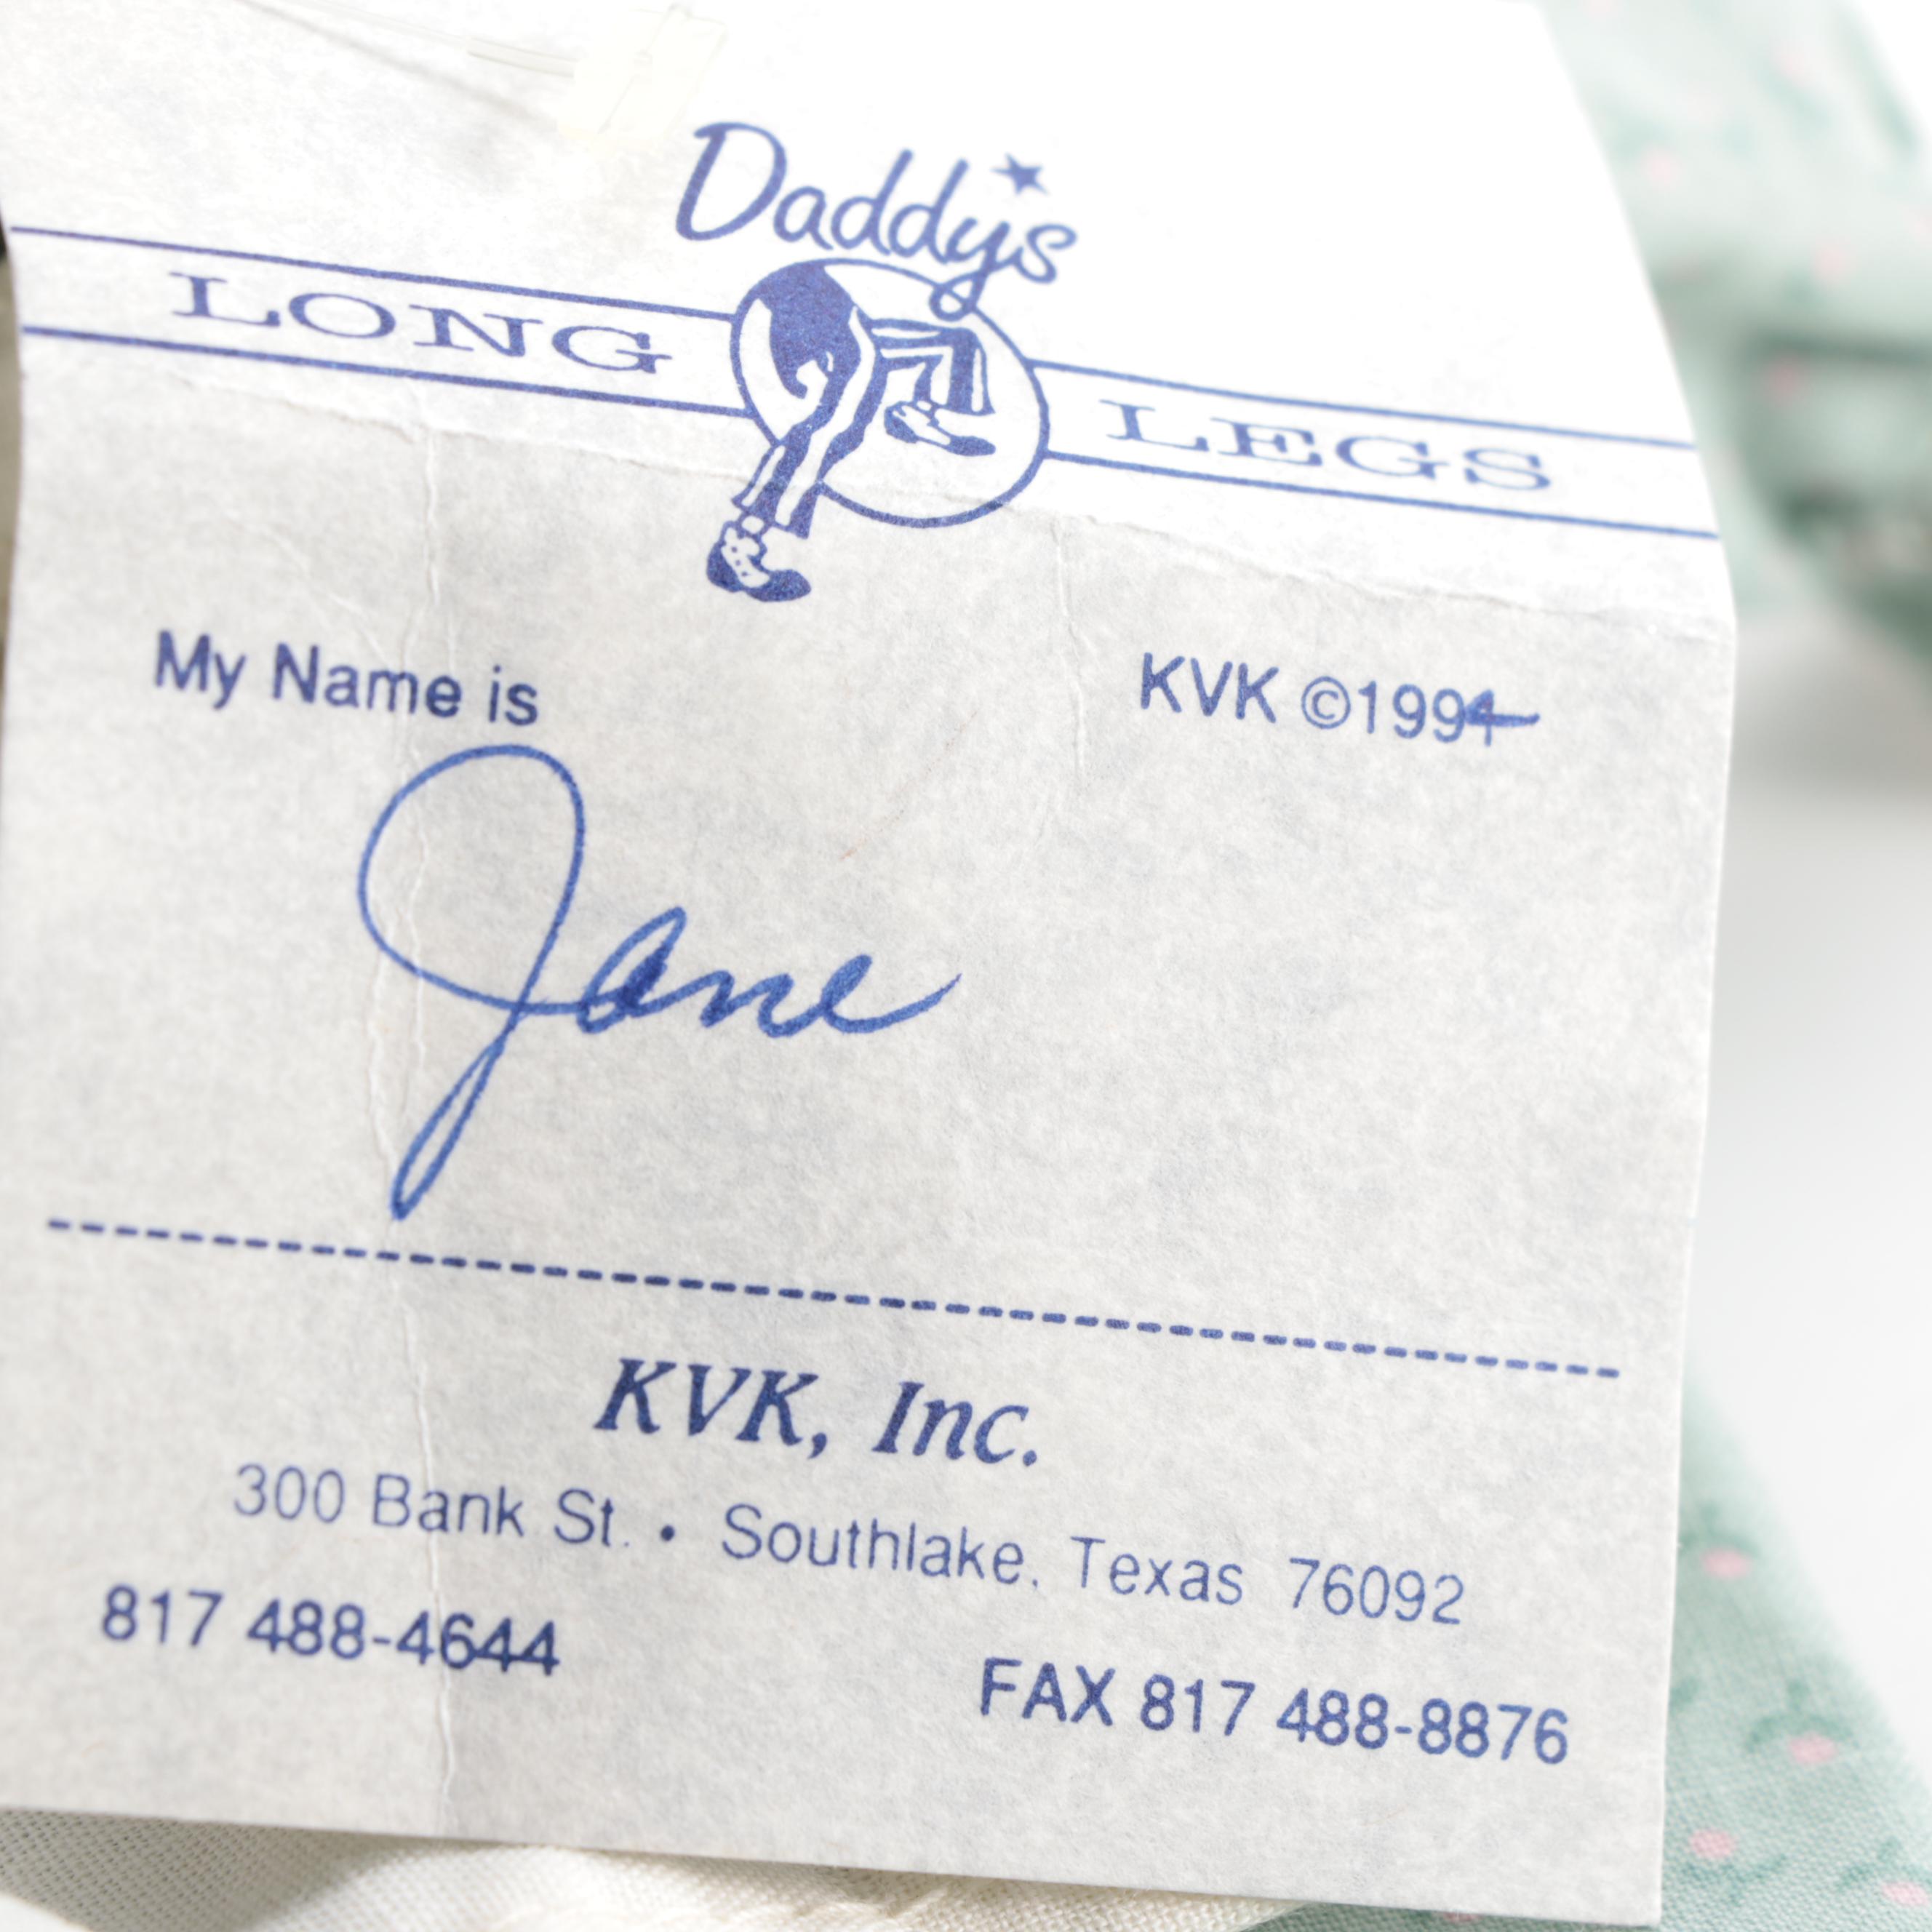 Daddys
LONG LEGS
My Name is
KVK ©1994
Jane
KVK, Inc.
300 Bank St. • Southlake, Texas 76092
817 488-4644
FAX 817 488-8876